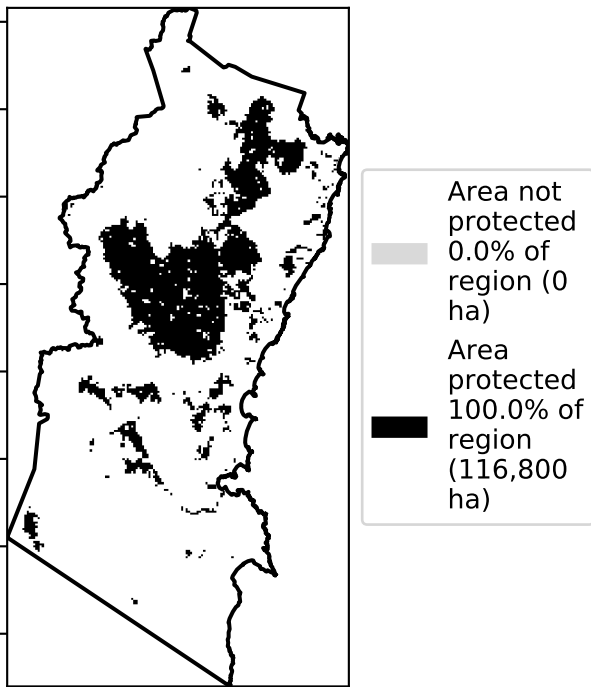 Area not
protected
0.0% of
region (0
ha)
Area
protected
100.0% of
region
(116,800
ha)